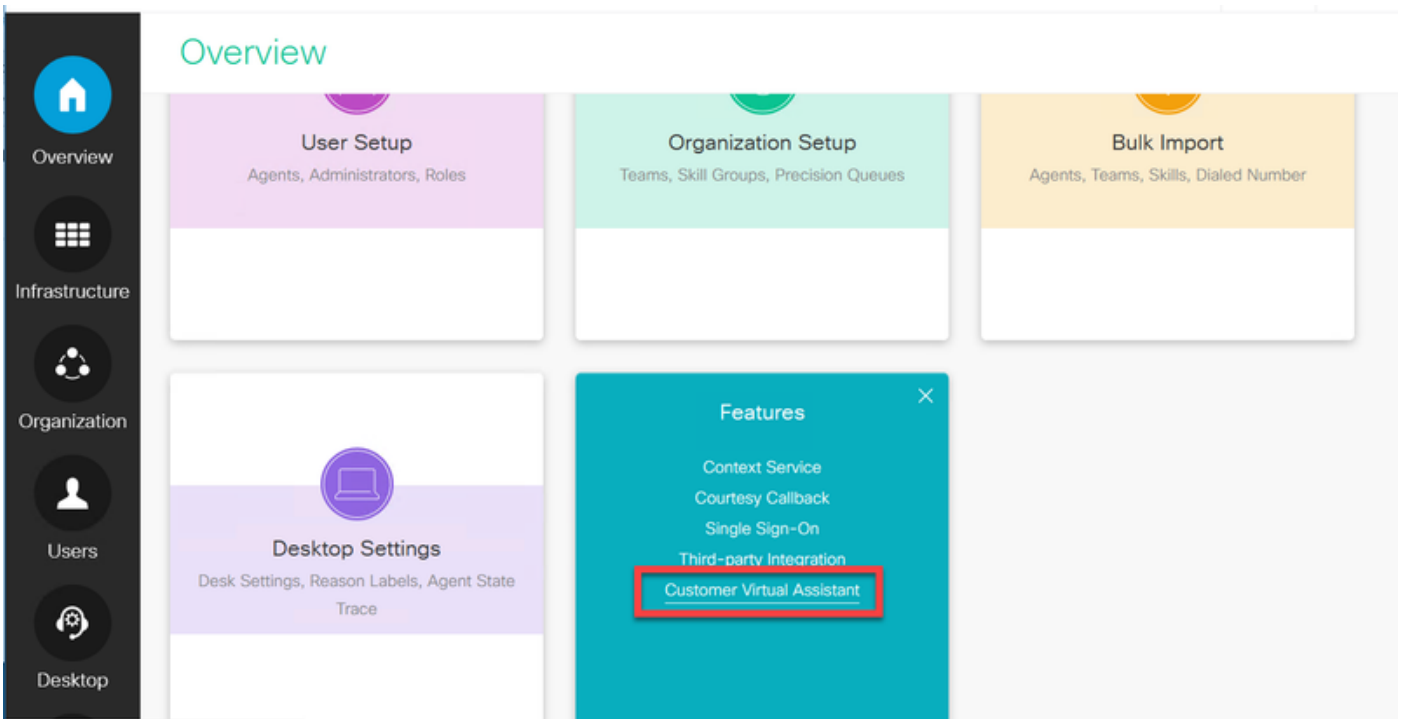 Overview
Overview
Infrastructure
Organization
Users
Desktop
User Setup
Agents, Administrators, Roles
Organization Setup
Teams, Skill Groups, Precision Queues
Bulk Import
Agents, Teams, Skills, Dialed Number
Desktop Settings
Desk Settings, Reason Labels, Agent State
Trace
Features
Context Service
Courtesy Callback
Single Sign-On
Third-party Integration
Customer Virtual Assistant